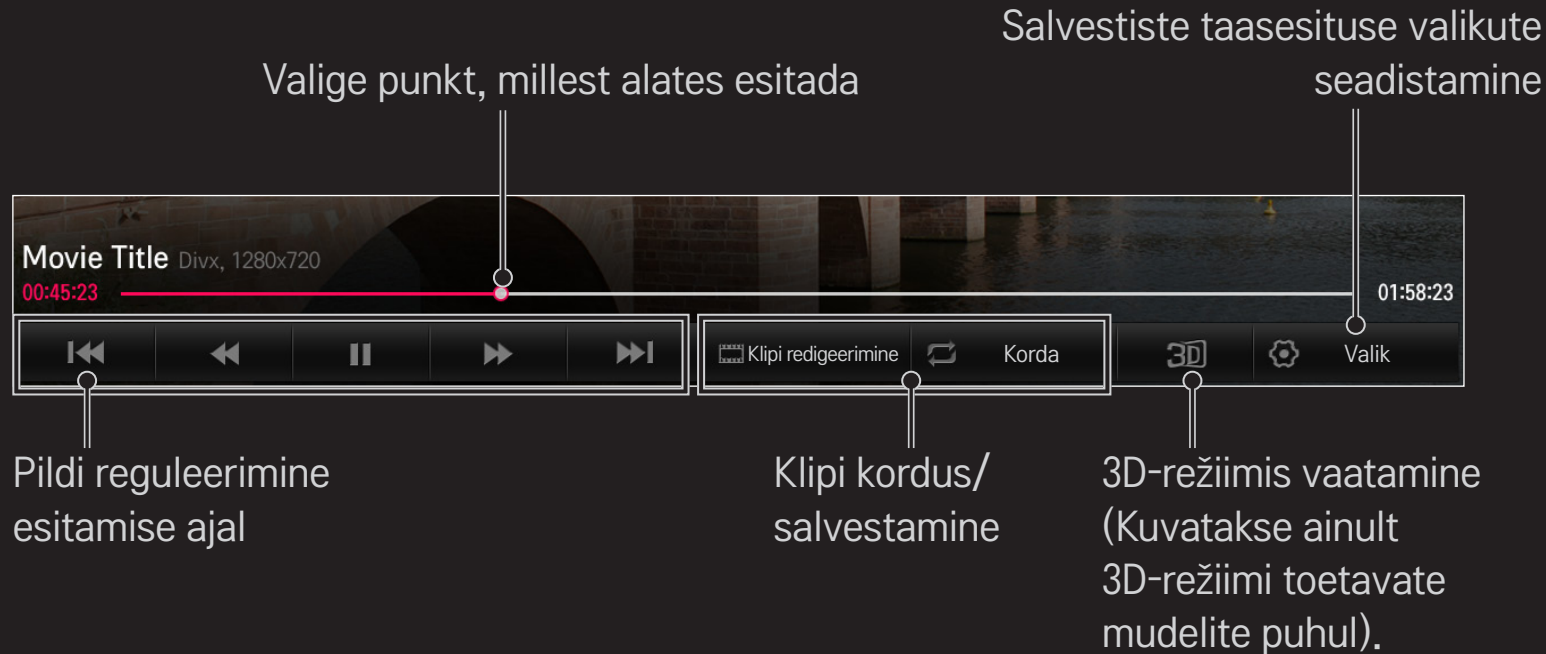 Salvestiste taasesituse valikute
seadistamine
Valige punkt, millest alates esitada
Movie Title Divx, 1280x720
00:45:23
01:58:23
Klipi redigeerimine
Korda
3D
Valik
Pildi reguleerimine
esitamise ajal
Klipi kordus/
salvestamine
3D-režiimis vaatamine
(Kuvatakse ainult
3D-režiimi toetavate
mudelite puhul).